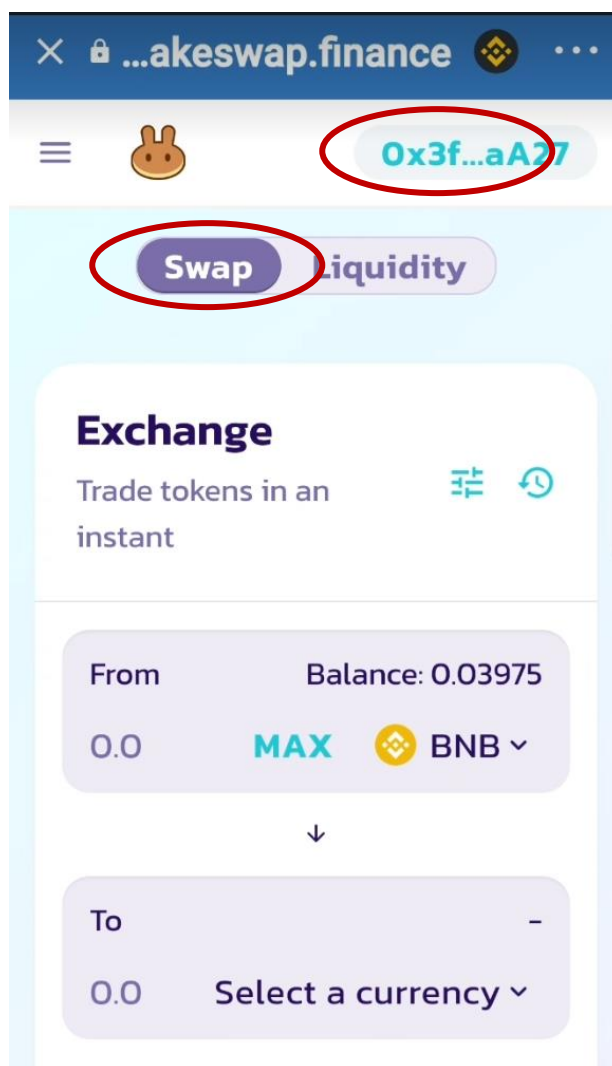 ...akeswap.finance
0x3f...aA27
Swap Liquidity
Exchange
Trade tokens in an
instant
From Balance: 0.03975
0.0 MAX BNB
To -
0.0 Select a currency